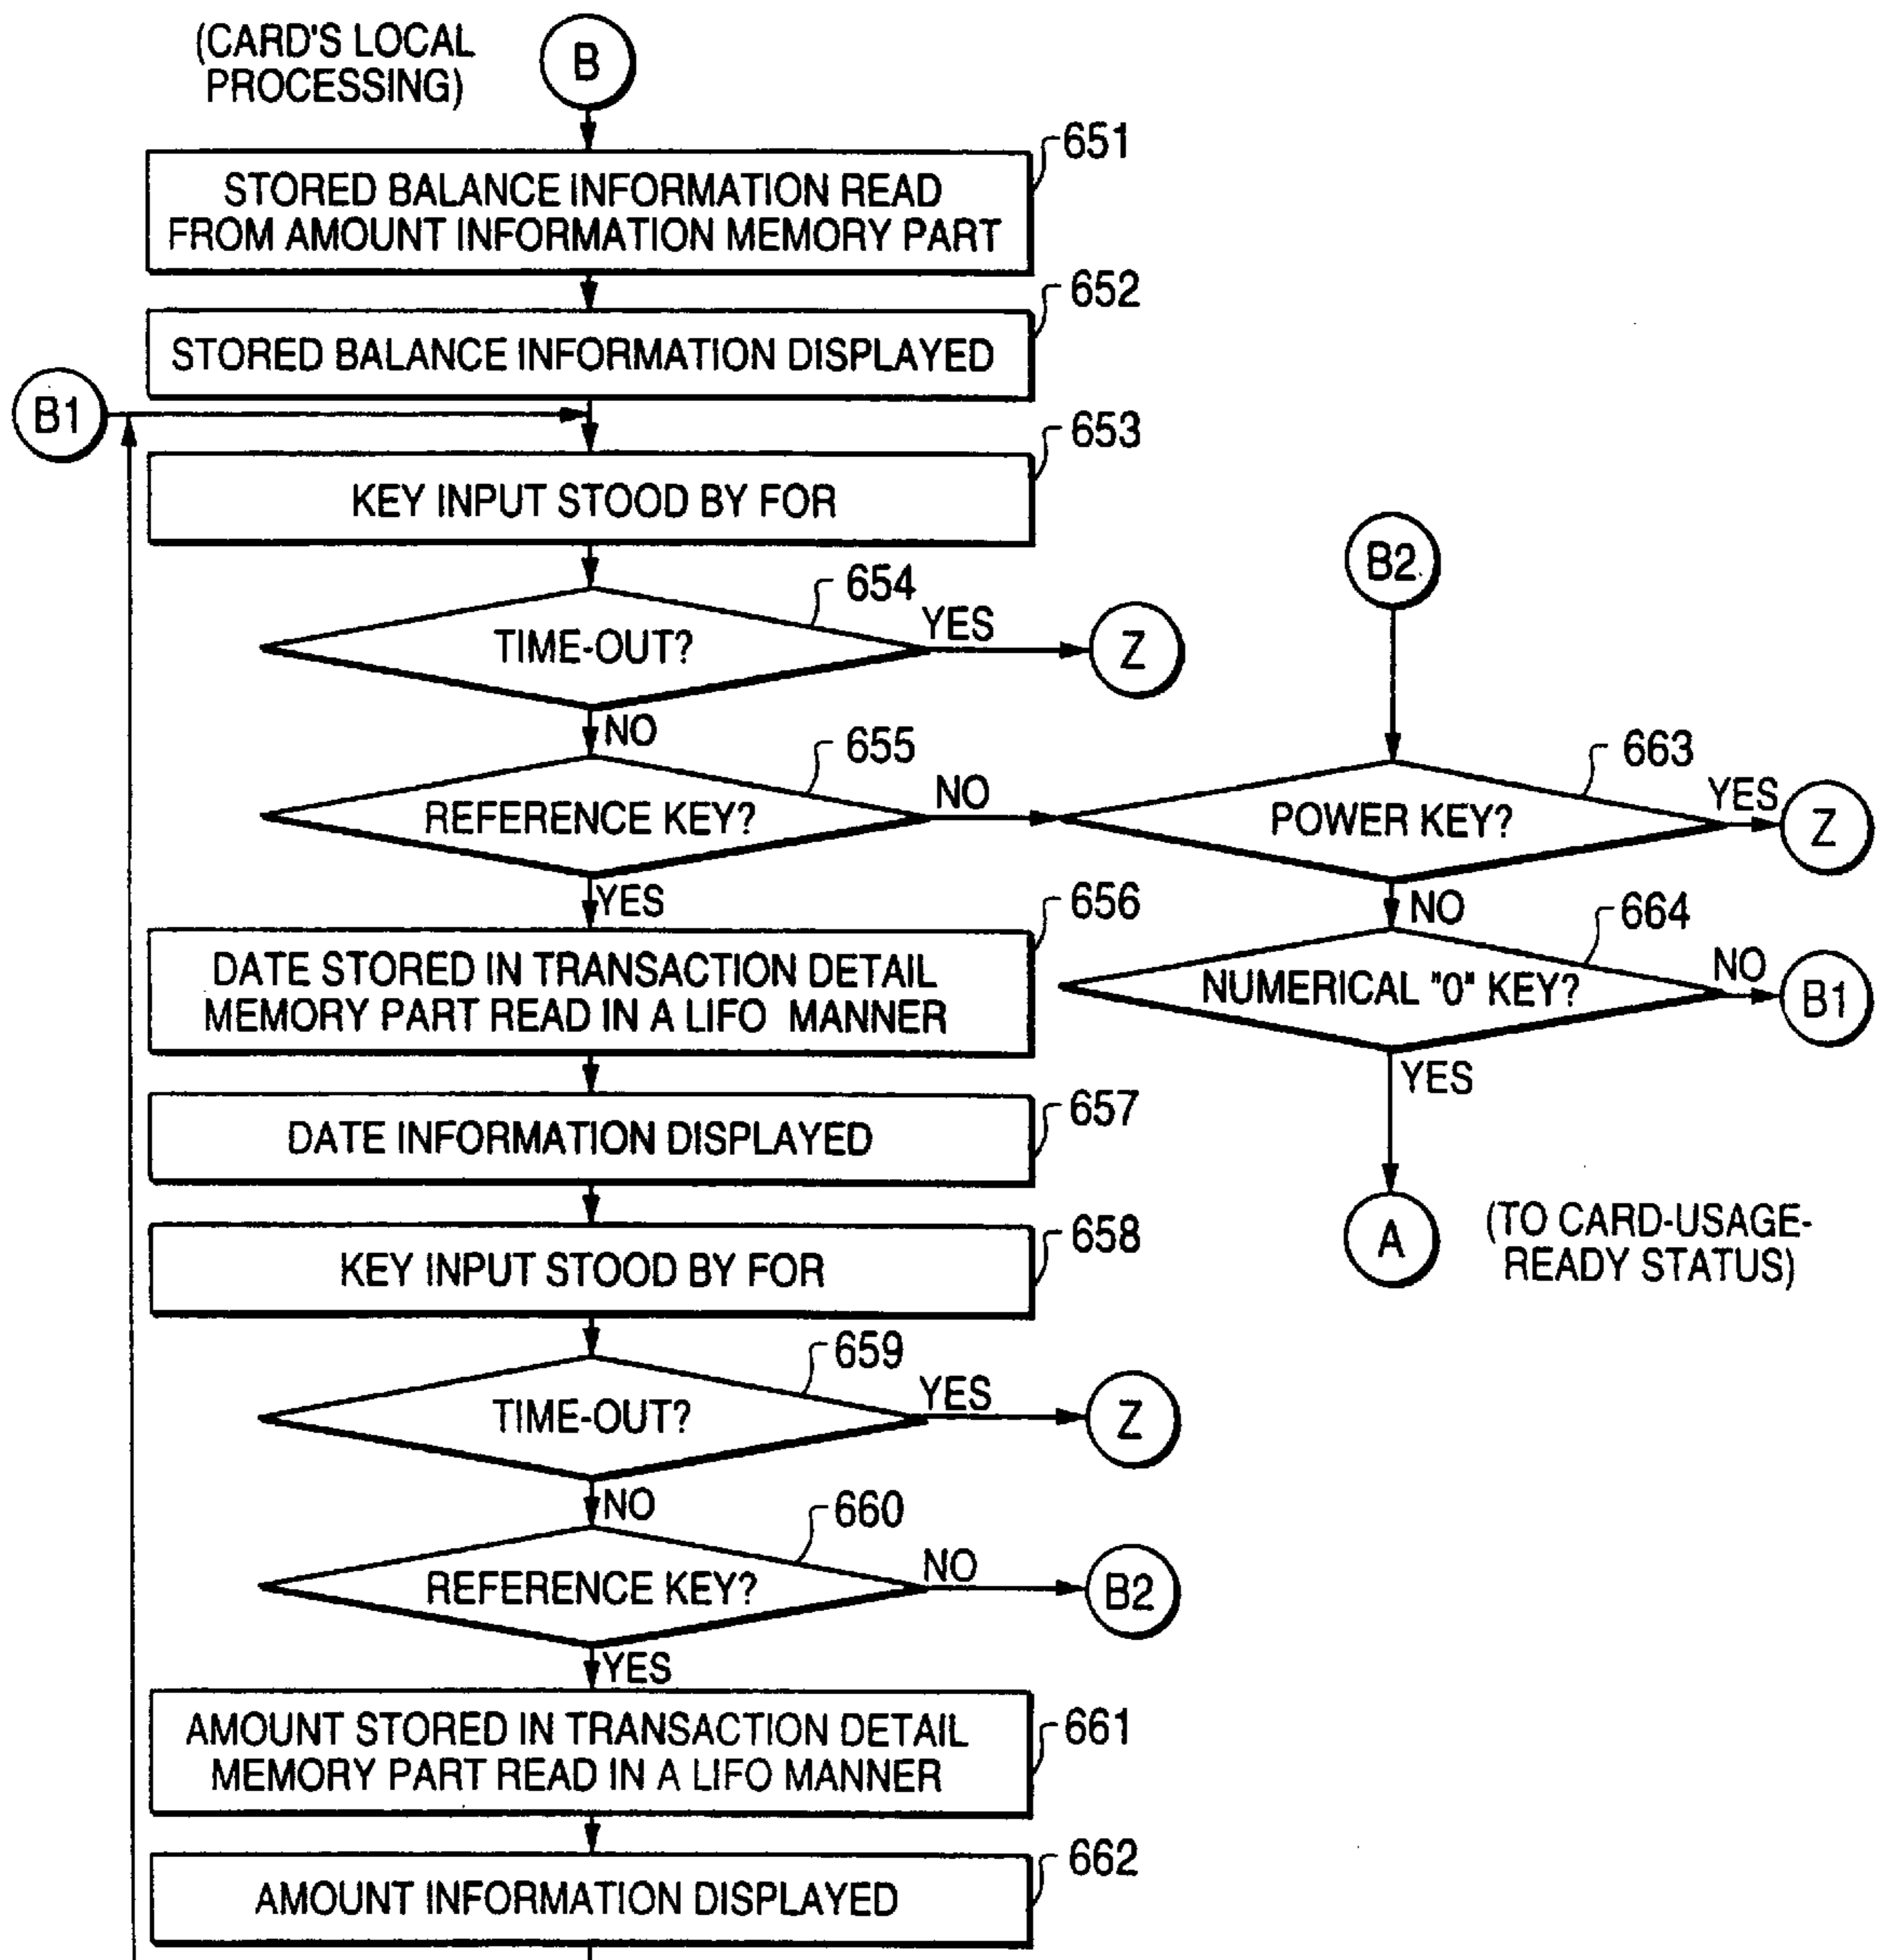 (CARD'S LOCAL
PROCESSING)
B
651
STORED BALANCE INFORMATION READ
FROM AMOUNT INFORMATION MEMORY PART
652
STORED BALANCE INFORMATION DISPLAYED
B1
653
KEY INPUT STOOD BY FOR
B2
654
TIME-OUT?
YES
Z
NO
655
REFERENCE KEY?
NO
663
POWER KEY?
YES
Z
YES
NO
656
DATE STORED IN TRANSACTION DETAIL
MEMORY PART READ IN A LIFO MANNER
664
NUMERICAL "0" KEY?
NO
B1
YES
657
DATE INFORMATION DISPLAYED
A
(TO CARD-USAGE-
READY STATUS)
658
KEY INPUT STOOD BY FOR
659
TIME-OUT?
YES
Z
NO
660
REFERENCE KEY?
NO
B2
YES
661
AMOUNT STORED IN TRANSACTION DETAIL
MEMORY PART READ IN A LIFO MANNER
662
AMOUNT INFORMATION DISPLAYED